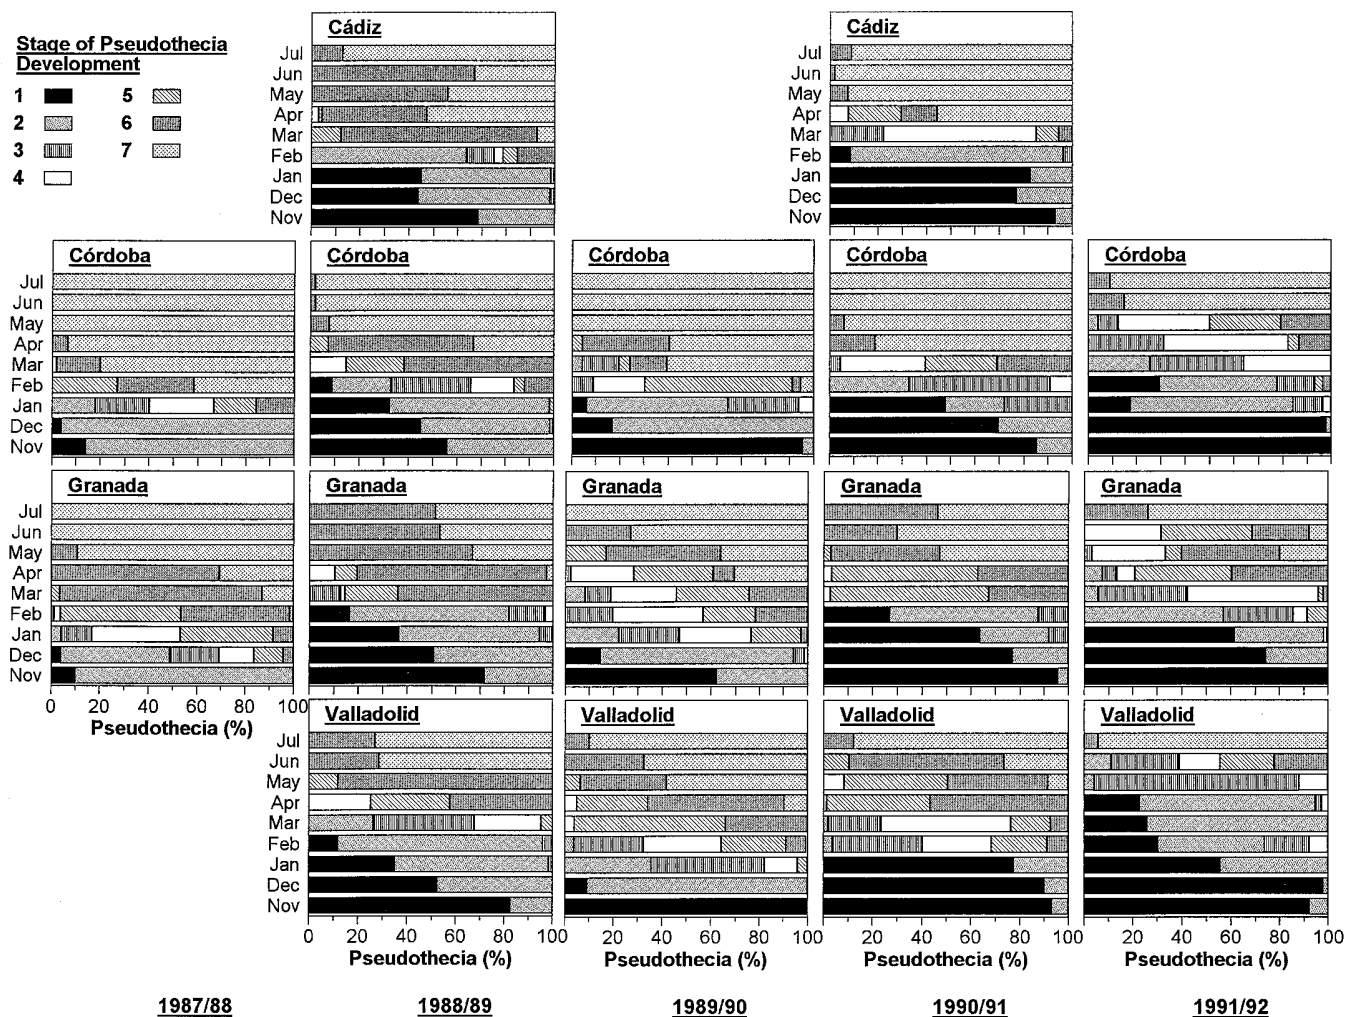 Stage of Pseudothecia
Development
1 5
2 6
3 7
4
Cádiz
Jul
Jun
May
Apr
Mar
Feb
Jan
Dec
Nov
Cádiz
Jul
Jun
May
Apr
Mar
Feb
Jan
Dec
Nov
Córdoba Córdoba Córdoba Córdoba Córdoba
Jul
Jun
May
Apr
Mar
Feb
Jan
Dec
Nov
Granada Granada Granada Granada Granada
Jul
Jun
May
Apr
Mar
Feb
Jan
Dec
Nov
0 20 40 60 80 100
Pseudothecia (%)
Valladolid Valladolid Valladolid Valladolid
Jul
Jun
May
Apr
Mar
Feb
Jan
Dec
Nov
0 20 40 60 80 100 20 40 60 80 100 20 40 60 80 100 20 40 60 80 100
Pseudothecia (%) Pseudothecia (%) Pseudothecia (%) Pseudothecia (%)
1987/88 1988/89 1989/90 1990/91 1991/92